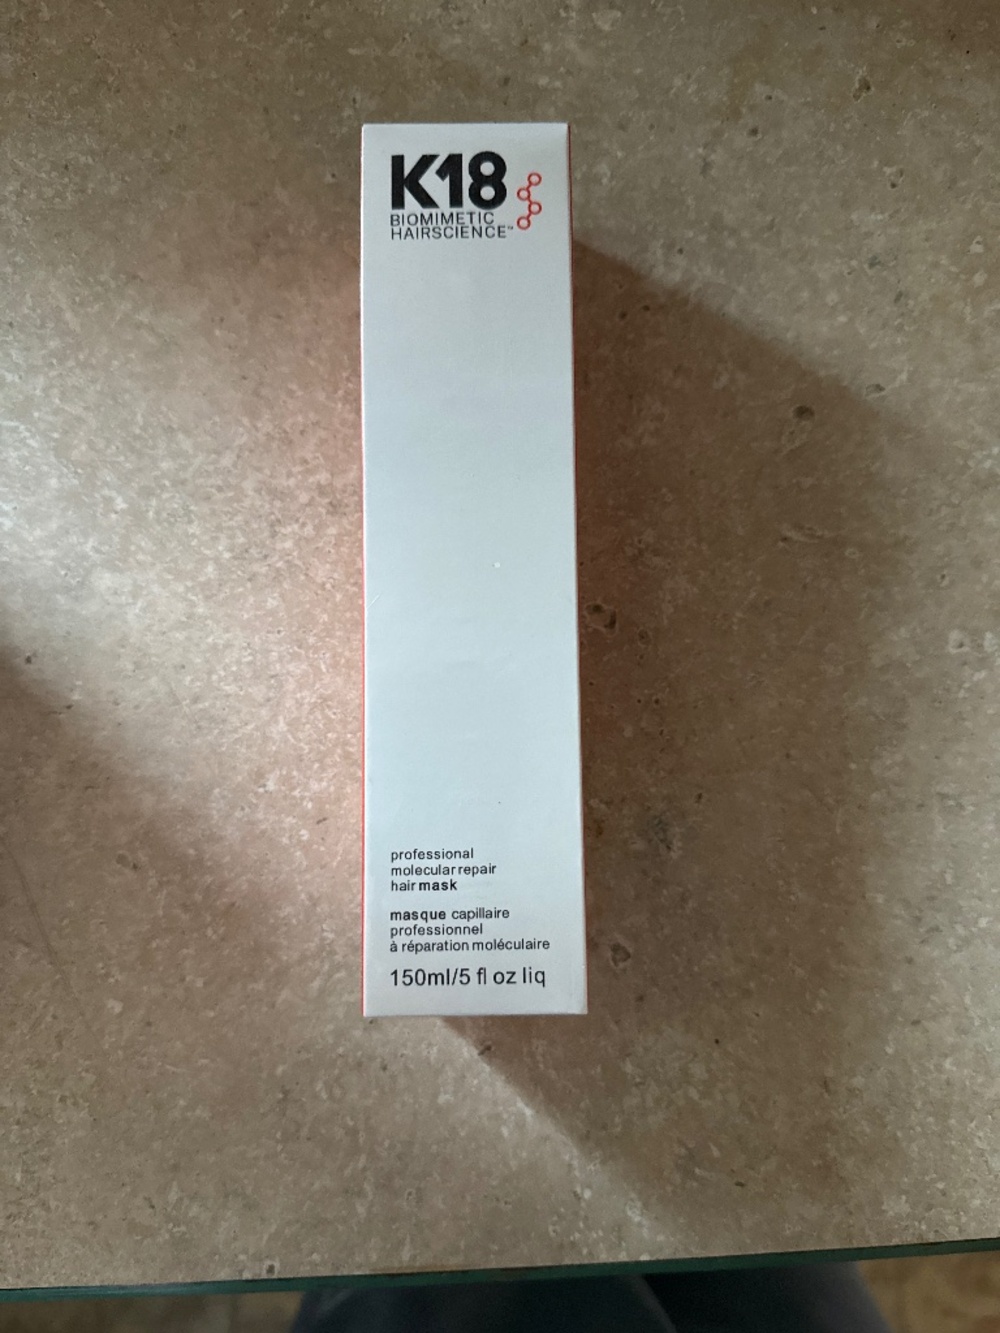 K18
BIOMIMETIC
HAIRSCIENCE™
professional
molecular repair
hair mask
masque capillaire
professionnel
à réparation moléculaire
150ml/5 fl oz liq